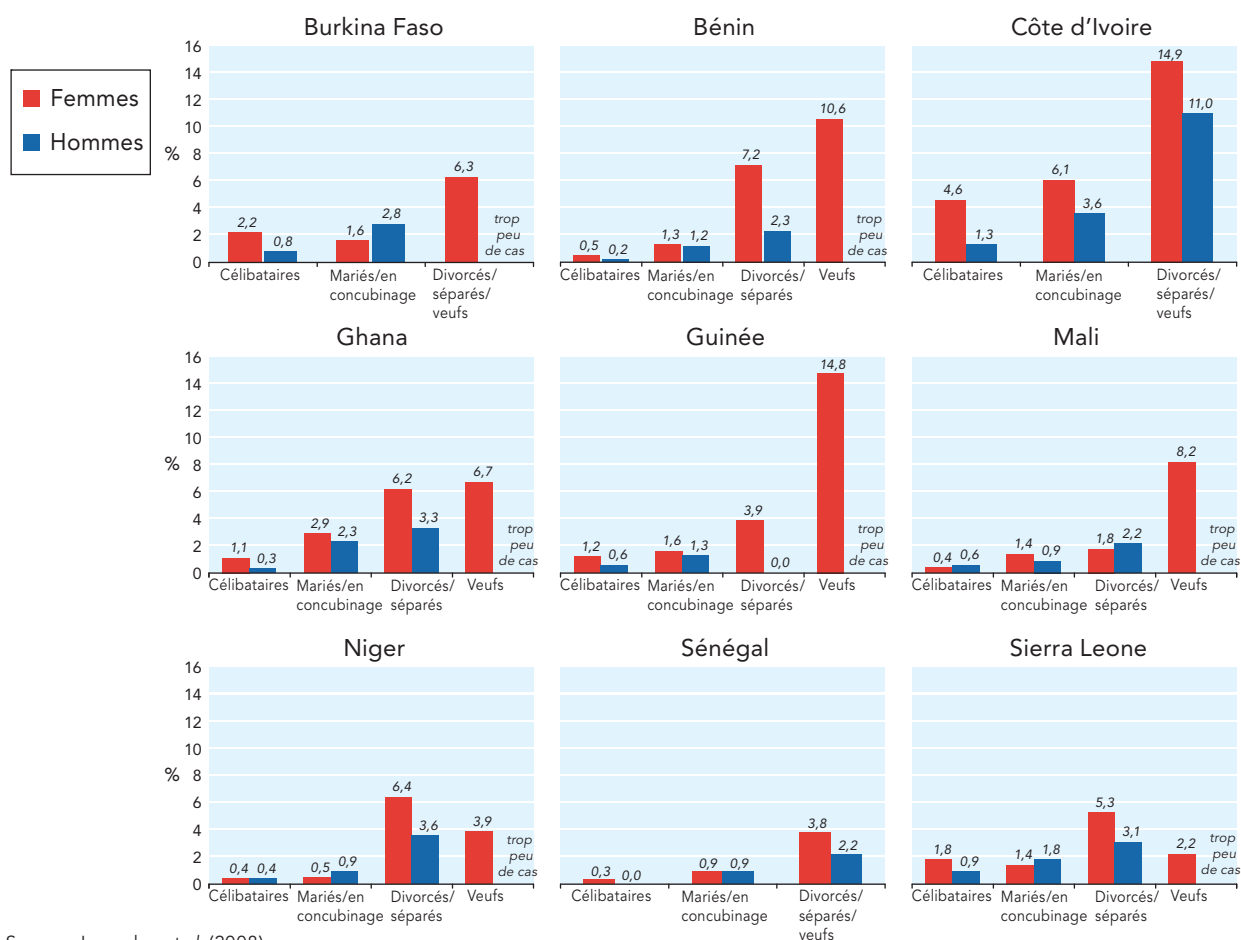 Femmes
Hommes
Burkina Faso
16
14
12
10
% 8
6
4
2
0
2,2
0,8
1,6
2,8
6,3
trop
peu
de cas
Célibataires
Mariés/en
concubinage
Divorcés/
séparés/
veufs
Bénin
0,5
0,2
1,3
1,2
7,2
2,3
10,6
trop
peu
de cas
Célibataires
Mariés/en
concubinage
Divorcés/
séparés
Veufs
Côte d'Ivoire
4,6
1,3
6,1
3,6
14,9
11,0
Célibataires
Mariés/en
concubinage
Divorcés/
séparés/
veufs
Ghana
16
14
12
10
% 8
6
4
2
0
1,1
0,3
2,9
2,3
6,2
3,3
6,7
trop
peu
de cas
Célibataires
Mariés/en
concubinage
Divorcés/
séparés
Veufs
Guinée
1,2
0,6
1,6
1,3
3,9
0,0
14,8
trop
peu
de cas
Célibataires
Mariés/en
concubinage
Divorcés/
séparés
Veufs
Mali
0,4
0,6
1,4
0,9
1,8
2,2
8,2
trop
peu
de cas
Célibataires
Mariés/en
concubinage
Divorcés/
séparés
Veufs
Niger
16
14
12
10
% 8
6
4
2
0
0,4
0,4
0,5
0,9
6,4
3,6
3,9
trop
peu
de cas
Célibataires
Mariés/en
concubinage
Divorcés/
séparés
Veufs
Sénégal
0,3
0,0
0,9
0,9
3,8
2,2
Célibataires
Mariés/en
concubinage
Divorcés/
séparés/
veufs
Sierra Leone
1,8
0,9
1,4
1,8
5,3
3,1
2,2
trop
peu
de cas
Célibataires
Mariés/en
concubinage
Divorcés/
séparés
Veufs